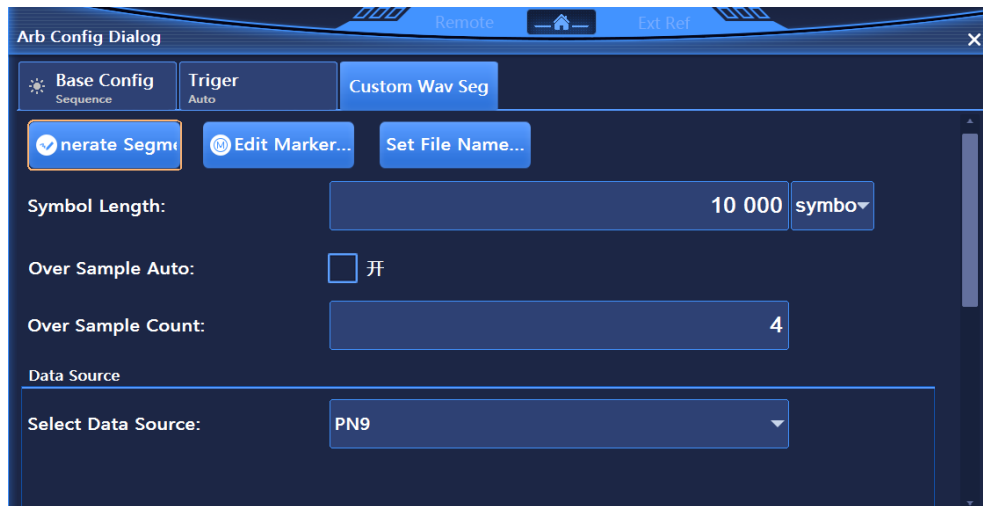 Remote
Ext Ref
Arb Config Dialog
Base Config
Sequence
Triger
Auto
Custom Wav Seg
nerate Segme
M Edit Marker...
Set File Name...
Symbol Length:
10 000
symbo
Over Sample Auto:
开
Over Sample Count:
4
Data Source
Select Data Source:
PN9